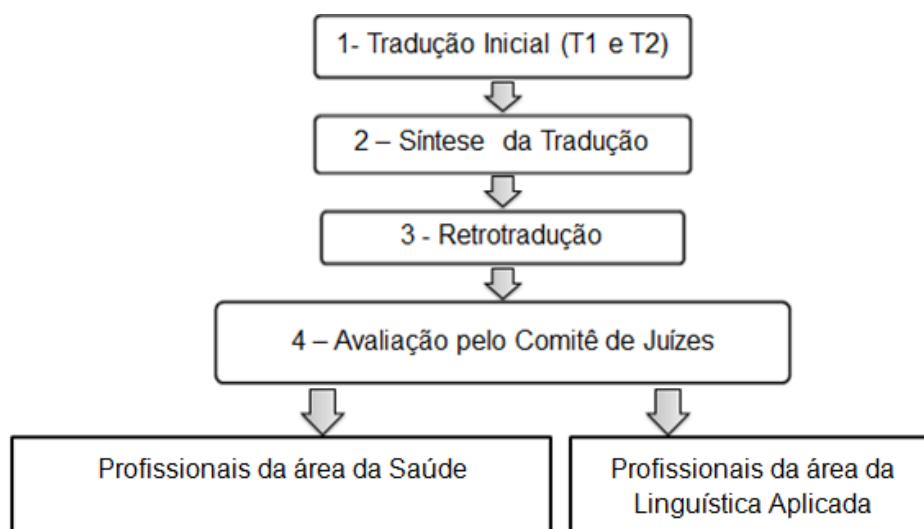 1- Tradução Inicial (T1 e T2)
2 – Síntese da Tradução
3 - Retrotradução
4 – Avaliação pelo Comitê de Juízes
Profissionais da área da Saúde
Profissionais da área da
Linguística Aplicada